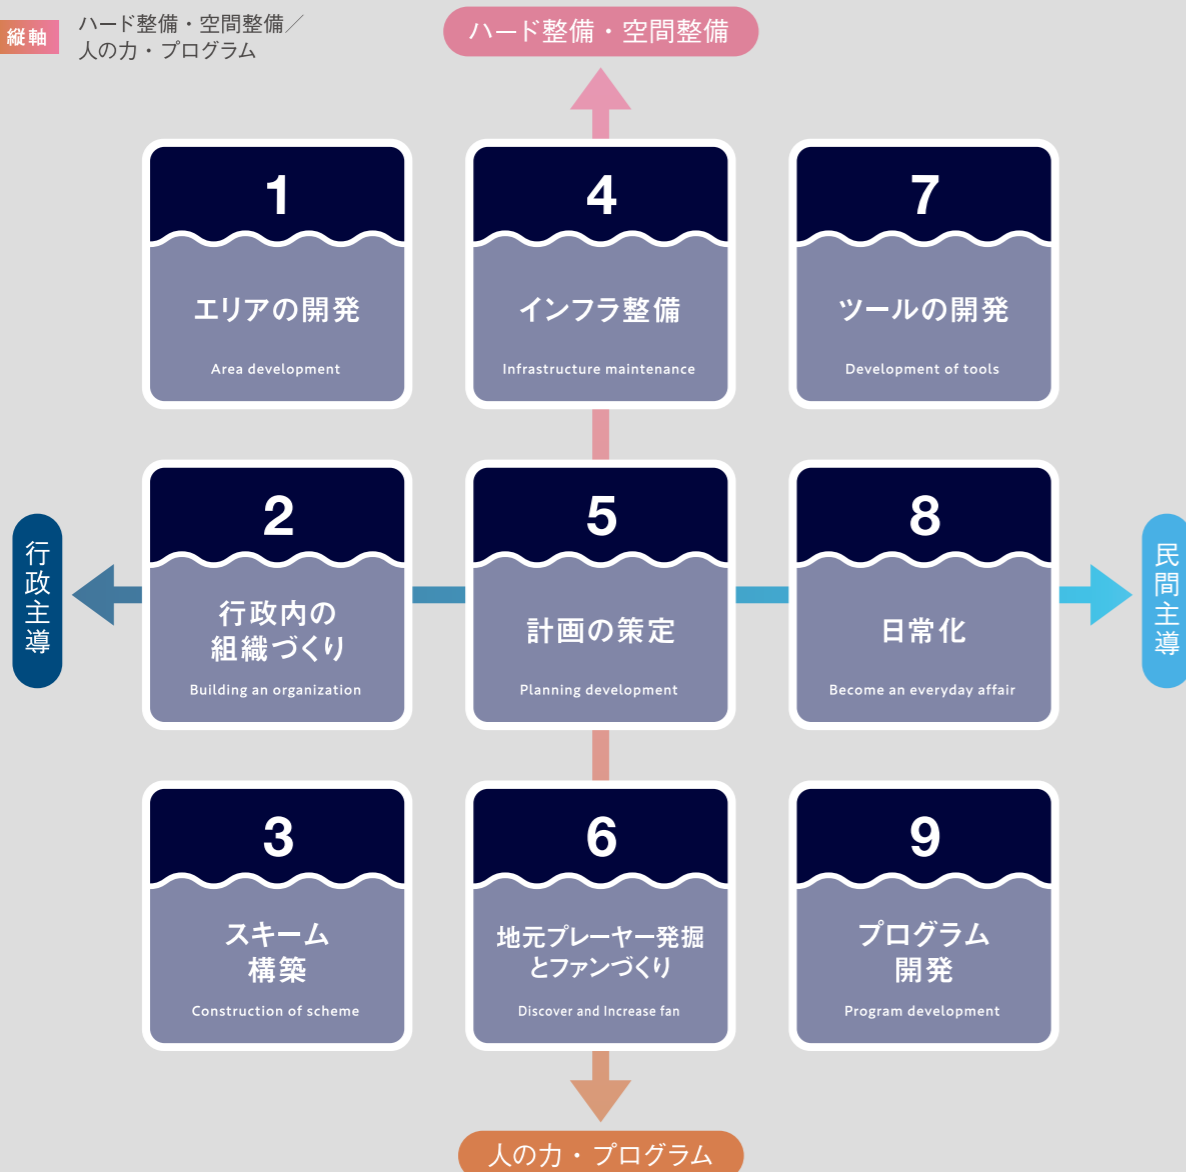 縦軸
ハード整備・空間整備／
人の力・プログラム
ハード整備・空間整備
1
エリアの開発
Area development
4
インフラ整備
Infrastructure maintenance
7
ツールの開発
Development of tools
行政主導
2
行政内の
組織づくり
Building an organization
5
計画の策定
Planning development
8
日常化
Become an everyday affair
民間主導
3
スキーム
構築
Construction of scheme
6
地元プレーヤー発掘
とファンづくり
Discover and Increase fan
9
プログラム
開発
Program development
人の力・プログラム